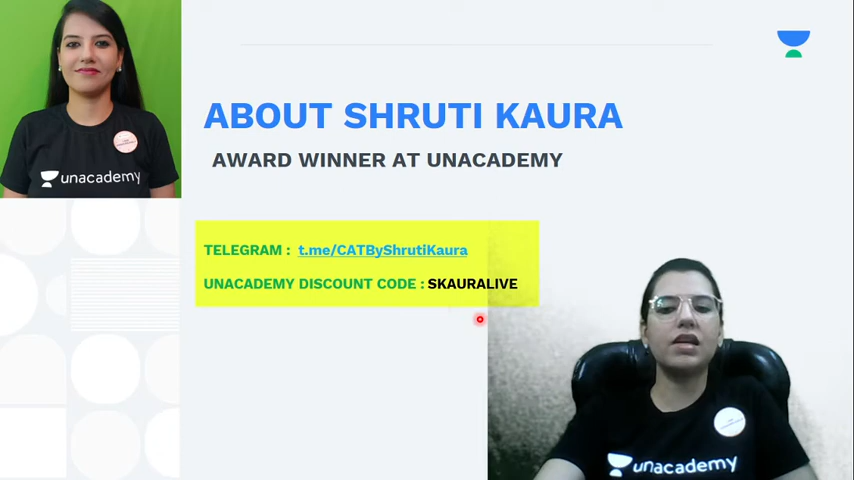 ABOUT SHRUTI KAURA
AWARD WINNER AT UNACADEMY
TELEGRAM : t.me/CATByShrutiKaura
UNACADEMY DISCOUNT CODE : SKAURALIVE
unacademy
unacademy